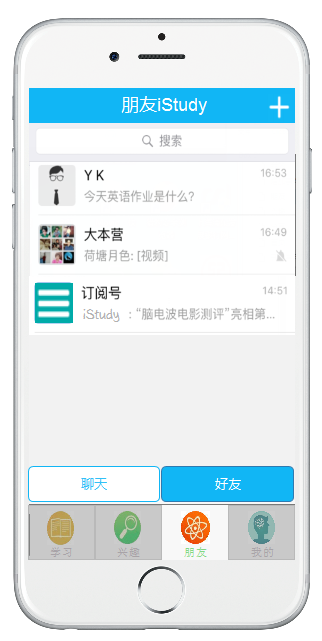 朋友iStudy
搜索
Y K 16:53
今天英语作业是什么?
大本营 16:49
荷塘月色: [视频]
订阅号 14:51
iStudy : “脑电波电影测评”亮相第...
聊天 好友
学习 兴趣 朋友 我的